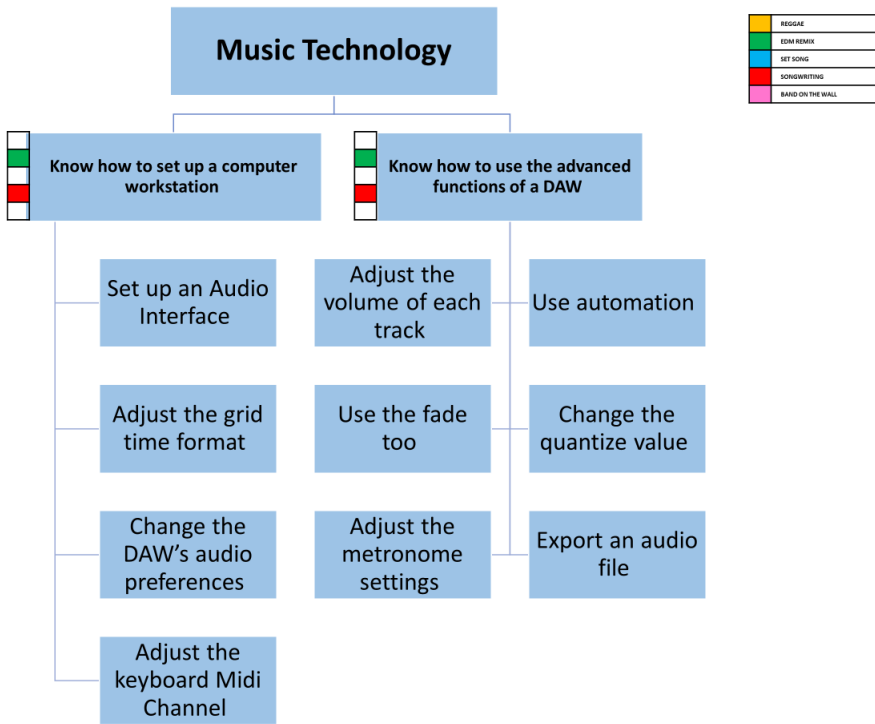 Music Technology
REGGAE
EDM REMIX
SET SONG
SONGWRITING
BAND ON THE WALL
Know how to set up a computer
workstation
Know how to use the advanced
functions of a DAW
Set up an Audio
Interface
Adjust the grid
time format
Change the
DAW's audio
preferences
Adjust the
keyboard Midi
Channel
Adjust the
volume of each
track
Use automation
Use the fade
too
Change the
quantize value
Adjust the
metronome
settings
Export an audio
file